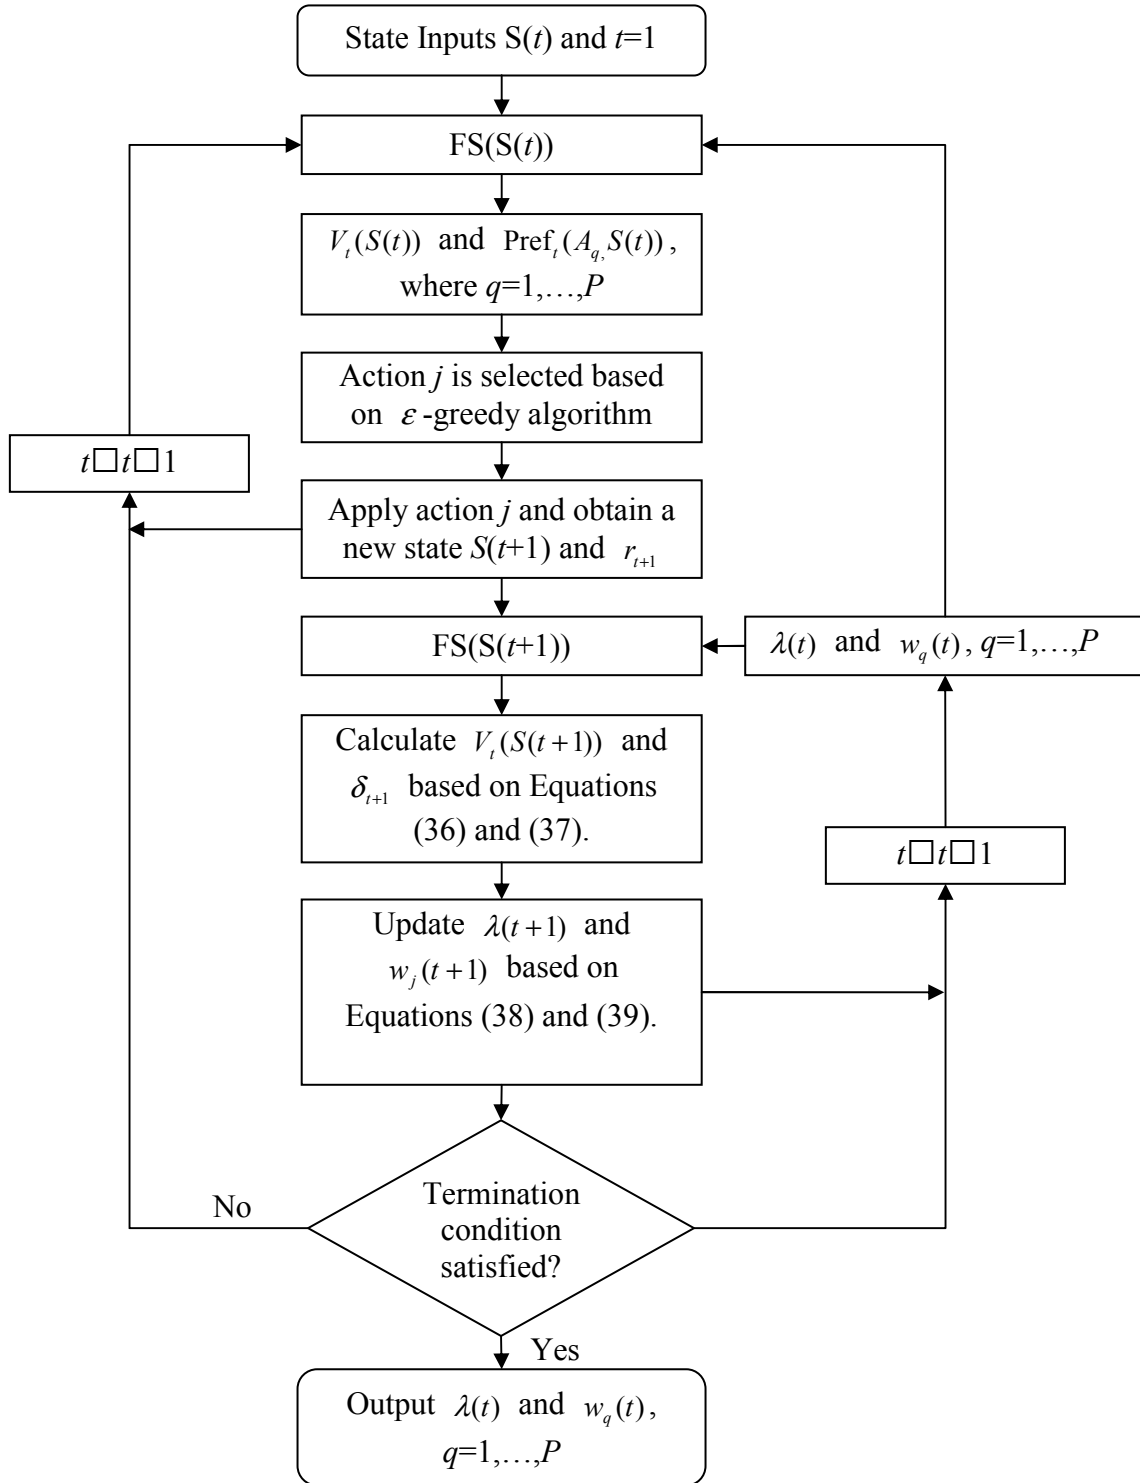 State Inputs S(t) and t=1
FS(S(t))
V_t(S(t)) and Pref_t(A_q, S(t)),
where q=1,…,P
Action j is selected based
on ε-greedy algorithm
t□t□1
Apply action j and obtain a
new state S(t+1) and r_{t+1}
FS(S(t+1))
λ(t) and w_q(t), q=1,…,P
Calculate V_t(S(t+1)) and
δ_{t+1} based on Equations
(36) and (37).
t□t□1
Update λ(t+1) and
w_j(t+1) based on
Equations (38) and (39).
No
Termination
condition
satisfied?
Yes
Output λ(t) and w_q(t),
q=1,…,P